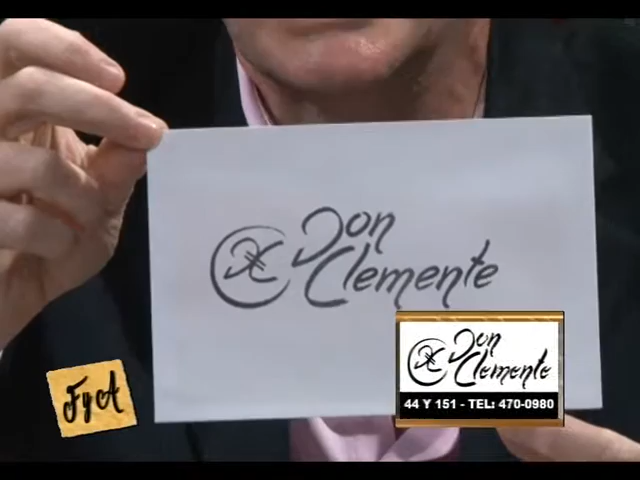 Don
Clemente
FyA
Don
Clemente
44 Y 151 - TEL: 470-0980